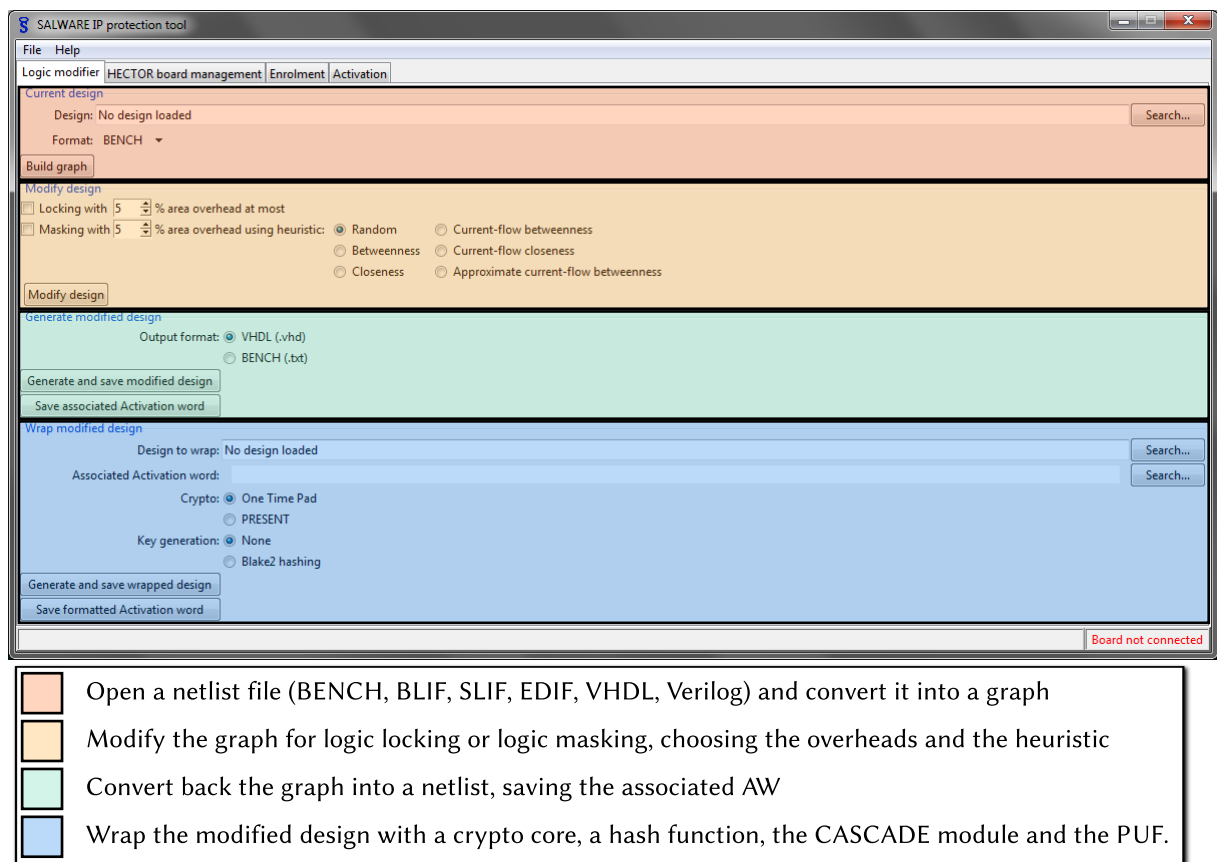 SALWARE IP protection tool
File Help
Logic modifier HECTOR board management Enrolment Activation
Current design
Design: No design loaded Search...
Format: BENCH
Build graph
Modify design
Locking with 5 % area overhead at most
Masking with 5 % area overhead using heuristic: Random Current-flow betweenness
Betweenness Current-flow closeness
Closeness Approximate current-flow betweenness
Modify design
Generate modified design
Output format: VHDL (.vhd)
BENCH (.txt)
Generate and save modified design
Save associated Activation word
Wrap modified design
Design to wrap: No design loaded Search...
Associated Activation word: Search...
Crypto: One Time Pad
PRESENT
Key generation: None
Blake2 hashing
Generate and save wrapped design
Save formatted Activation word
Board not connected
Open a netlist file (BENCH, BLIF, SLIF, EDIF, VHDL, Verilog) and convert it into a graph
Modify the graph for logic locking or logic masking, choosing the overheads and the heuristic
Convert back the graph into a netlist, saving the associated AW
Wrap the modified design with a crypto core, a hash function, the CASCADE module and the PUF.